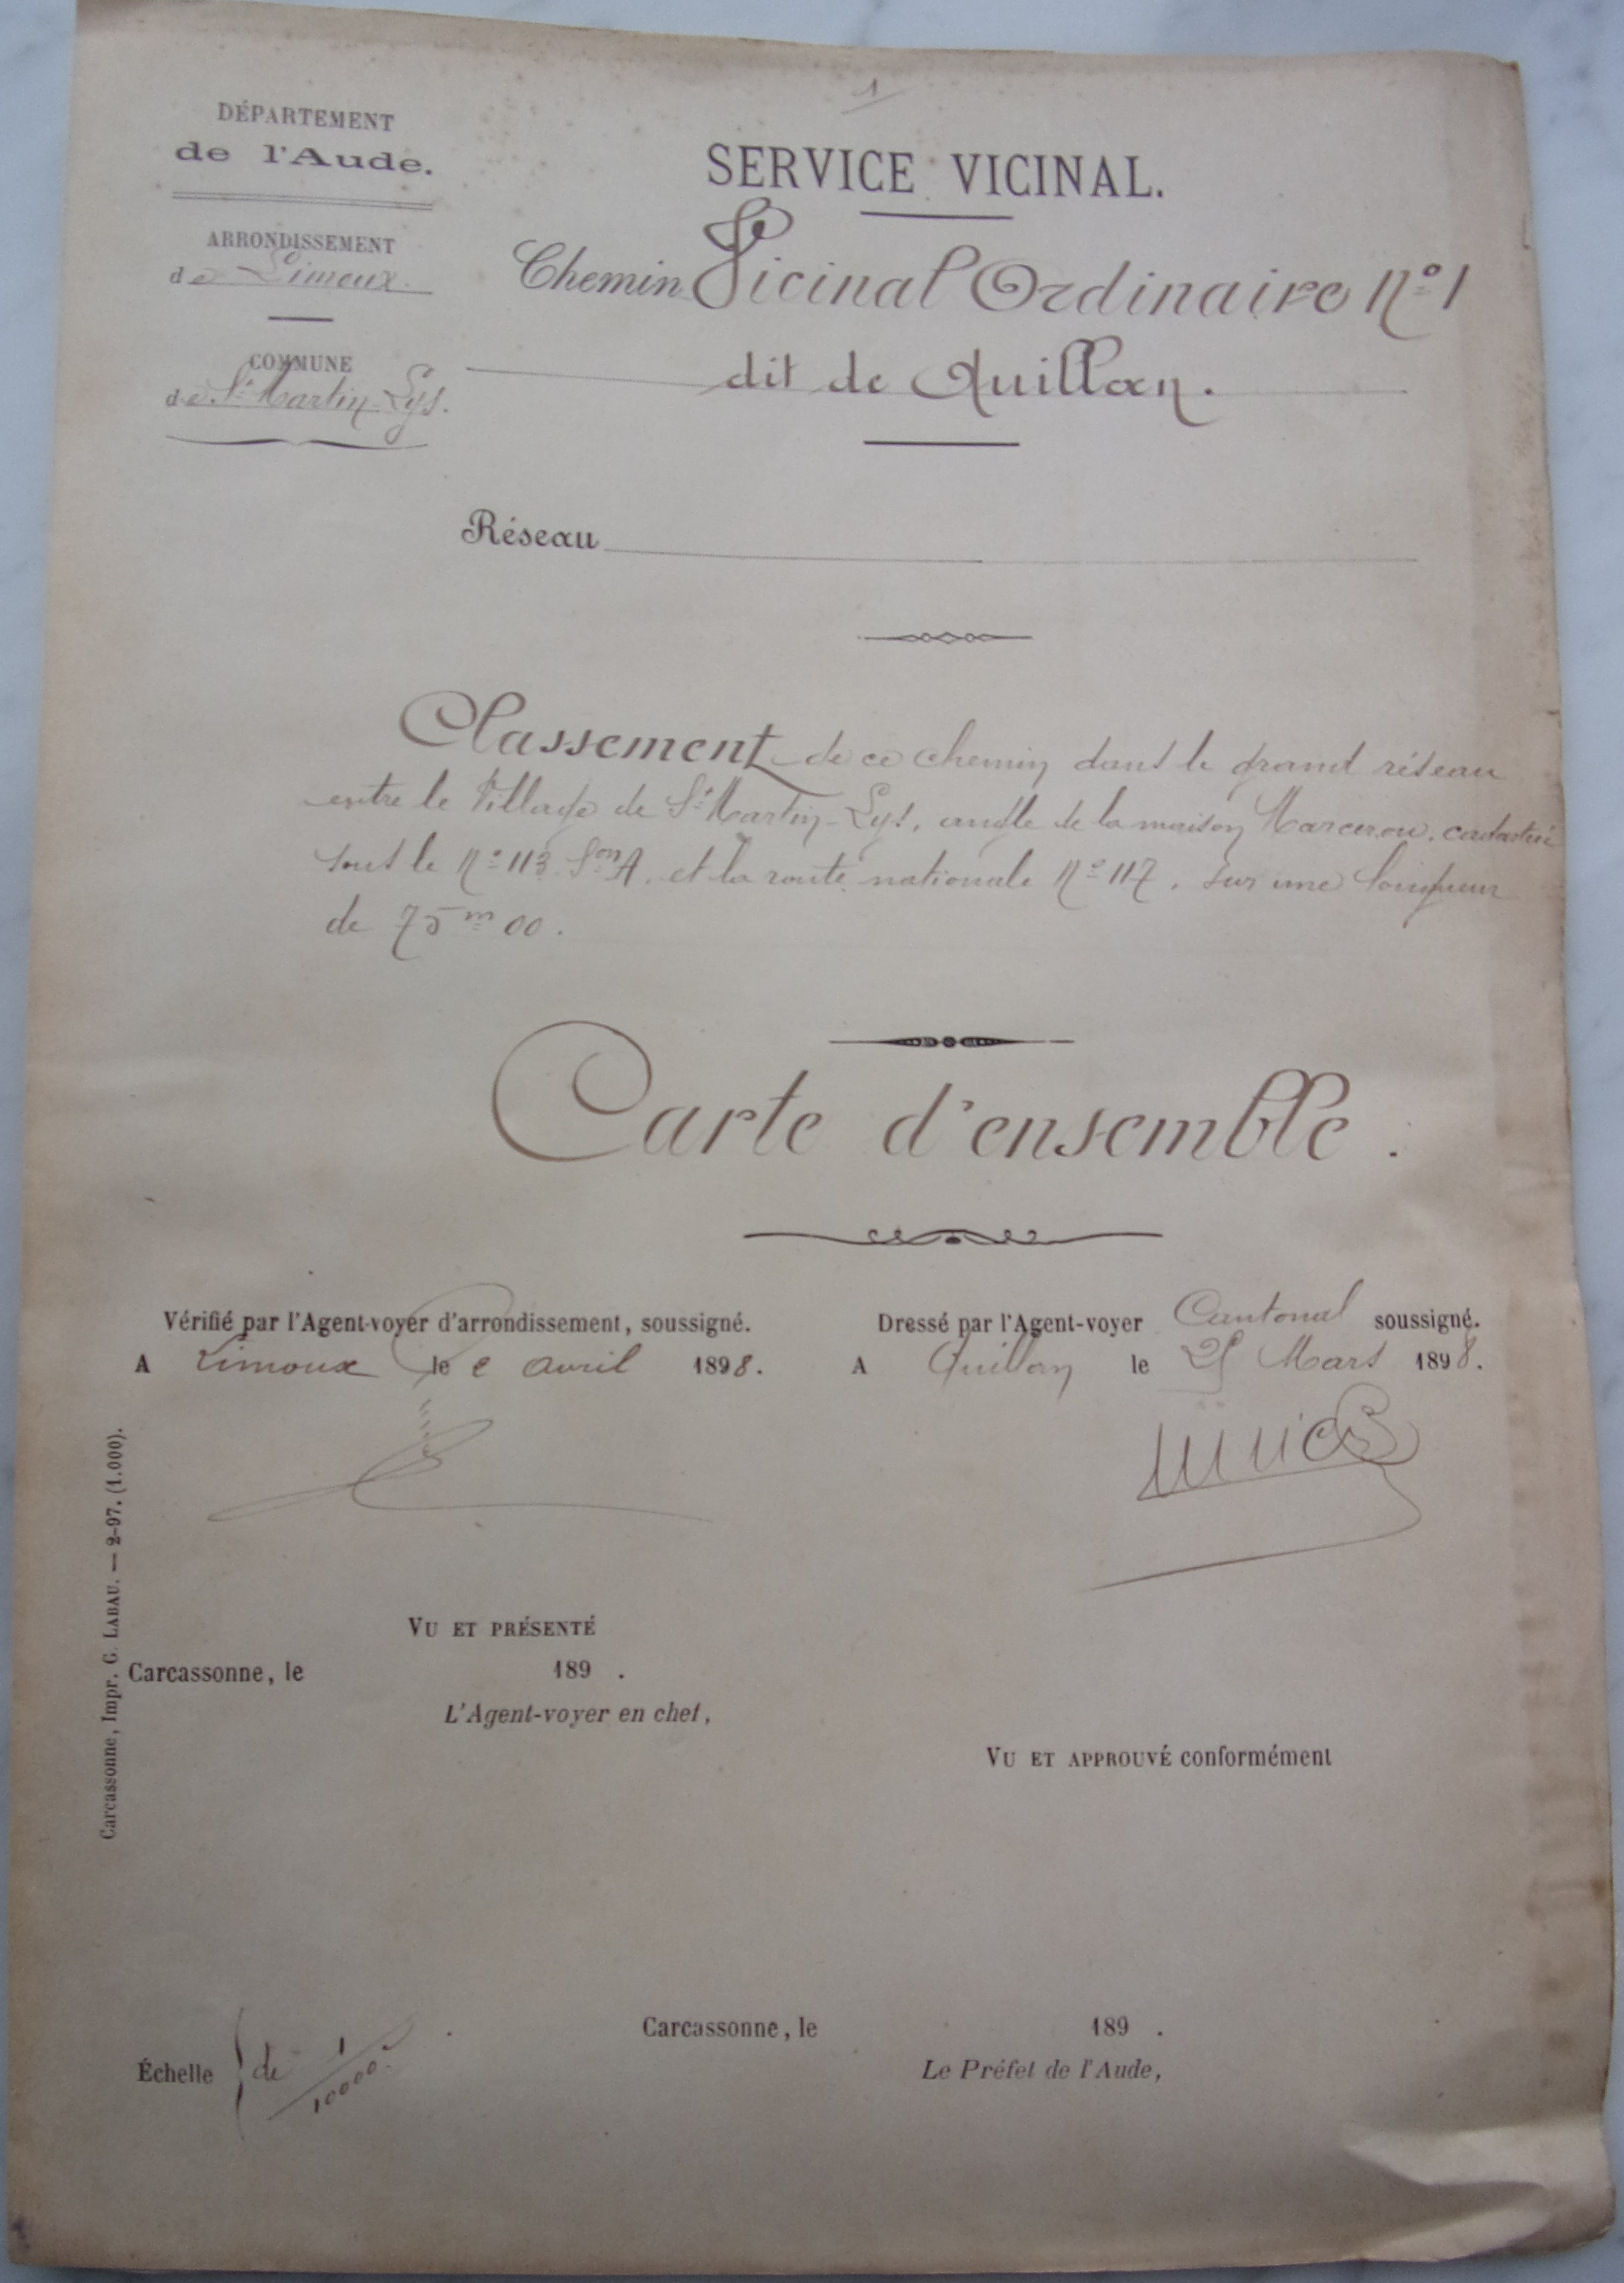 1
DÉPARTEMENT
de l'Aude.
ARRONDISSEMENT
de Limoux.
COMMUNE
de St Martin-Lys.
SERVICE VICINAL.
Chemin Vicinal Ordinaire No 1
dit de Quillan.
Réseau
Classement de ce chemin dans le grand réseau
entre le Village de St Martin-Lys, angle de la maison Marcerou, cadastrée
sous le No 113 Son A. et la route nationale No 117, sur une longueur
de 75m00.
Carte d'ensemble.
Vérifié par l'Agent-voyer d'arrondissement, soussigné.
A Limoux le 2 avril 1898.
Dressé par l'Agent-voyer Cantonal soussigné.
A Quillan le Mars 1898.
VU ET PRÉSENTÉ
Carcassonne, le 189 .
L'Agent-voyer en chef,
VU ET APPROUVÉ conformément
Carcassonne, le 189 .
Le Préfet de l'Aude,
Échelle de 1/10000.
Carcassonne, Impr. G. LABAU. — 2-97. (1.000).